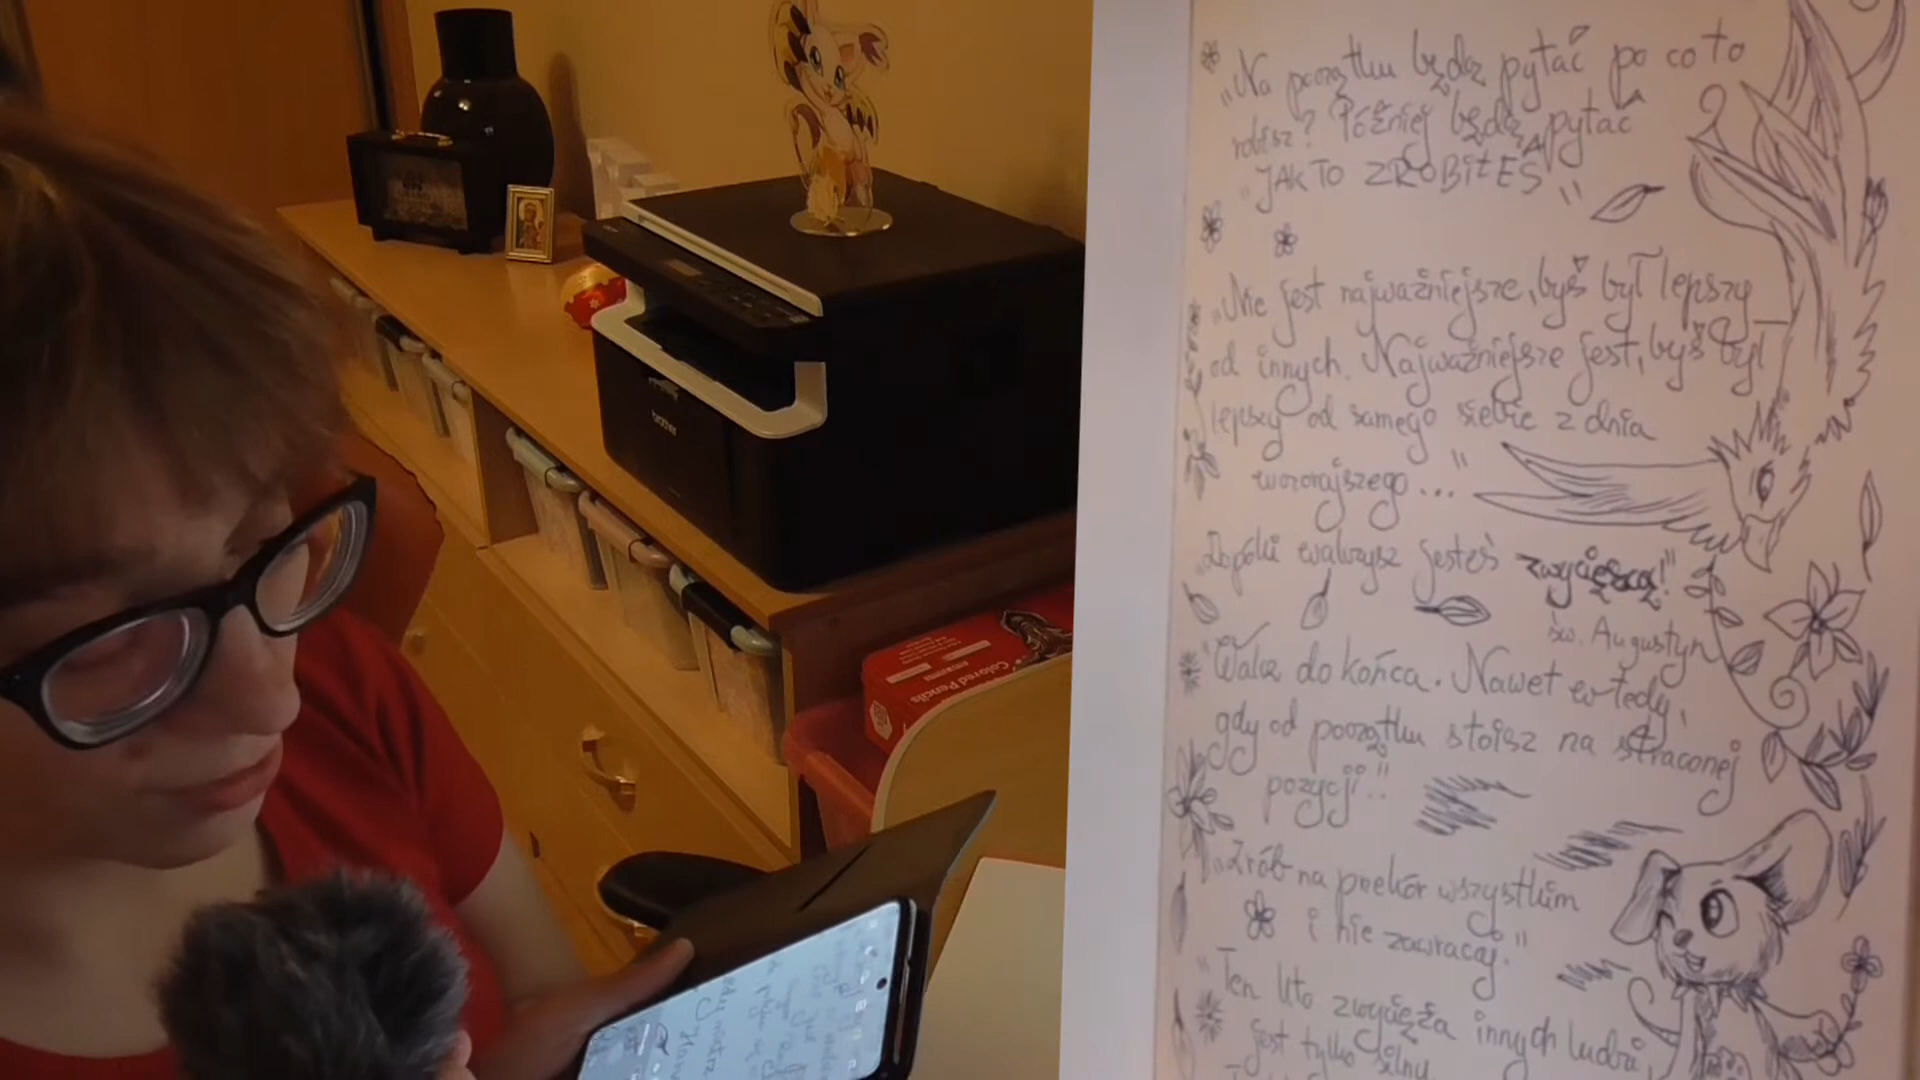 "Na początku będą pytać po co to
robisz? Później będą pytać
"JAK TO ZROBIŁEŚ"
"Nie jest najważniejsze, byś był lepszy
od innych. Najważniejsze jest, byś był
lepszy od samego siebie z dnia
wczorajszego..."
"Dopóki walczysz jesteś zwycięzcą!"
św. Augustyn
"Walcz do końca. Nawet wtedy,
gdy od początku stoisz na straconej
pozycji!"
"Zrób na przekór wszystkim
i nie zawracaj."
"Ten kto zwycięża innych ludzi,
jest tylko silny.
brother
Colored Pencils